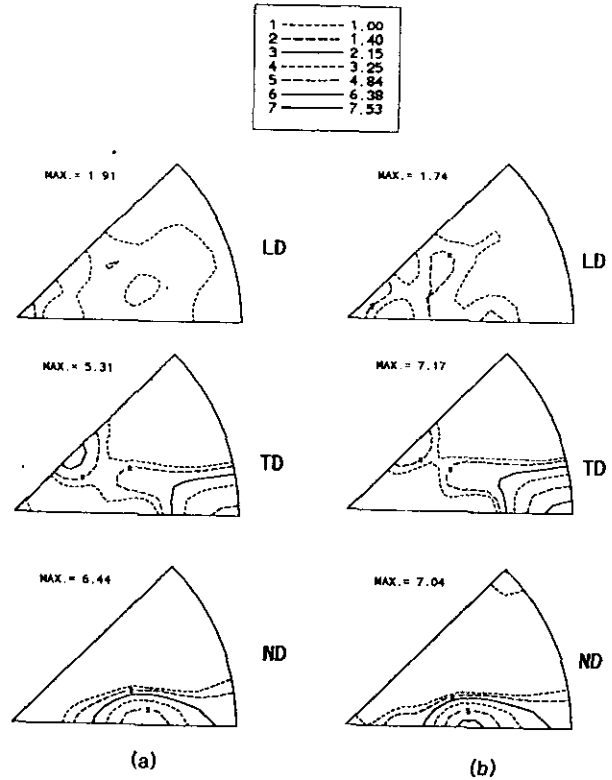 1 1.00
2 1.40
3 2.15
4 3.25
5 4.84
6 6.38
7 7.53
MAX.= 1 91
LD
MAX.= 1.74
LD
MAX.= 5.31
TD
MAX.= 7.17
TD
MAX.= 6.44
ND
MAX.= 7.04
ND
(a)
(b)